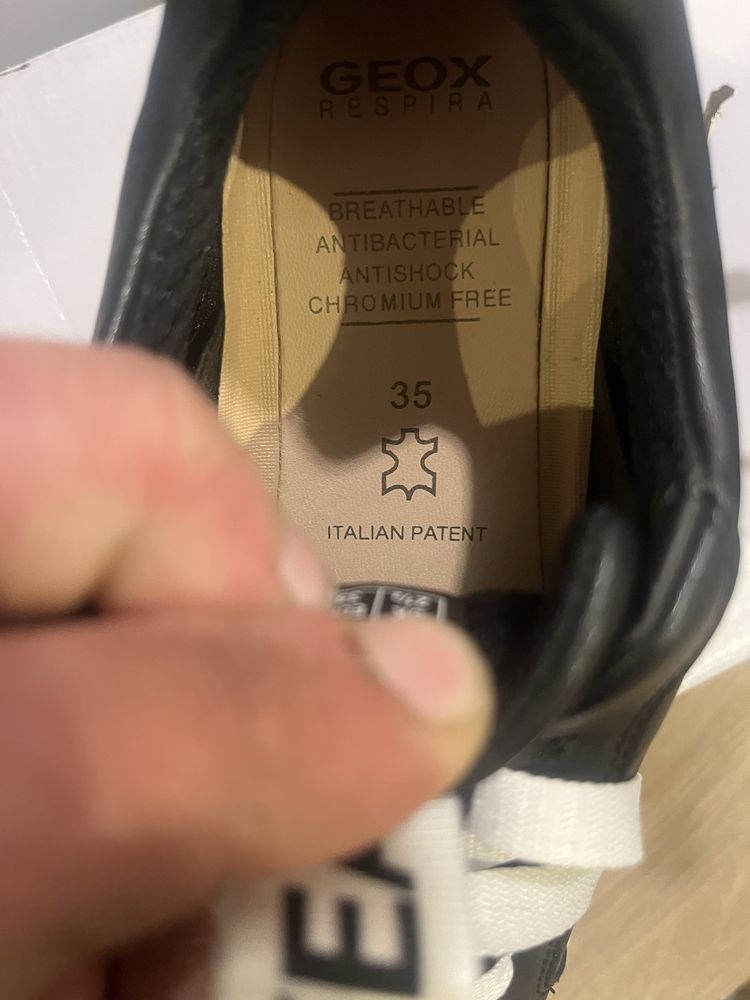 GEOX
RESPIRA
BREATHABLE
ANTIBACTERIAL
ANTISHOCK
CHROMIUM FREE
35
ITALIAN PATENT